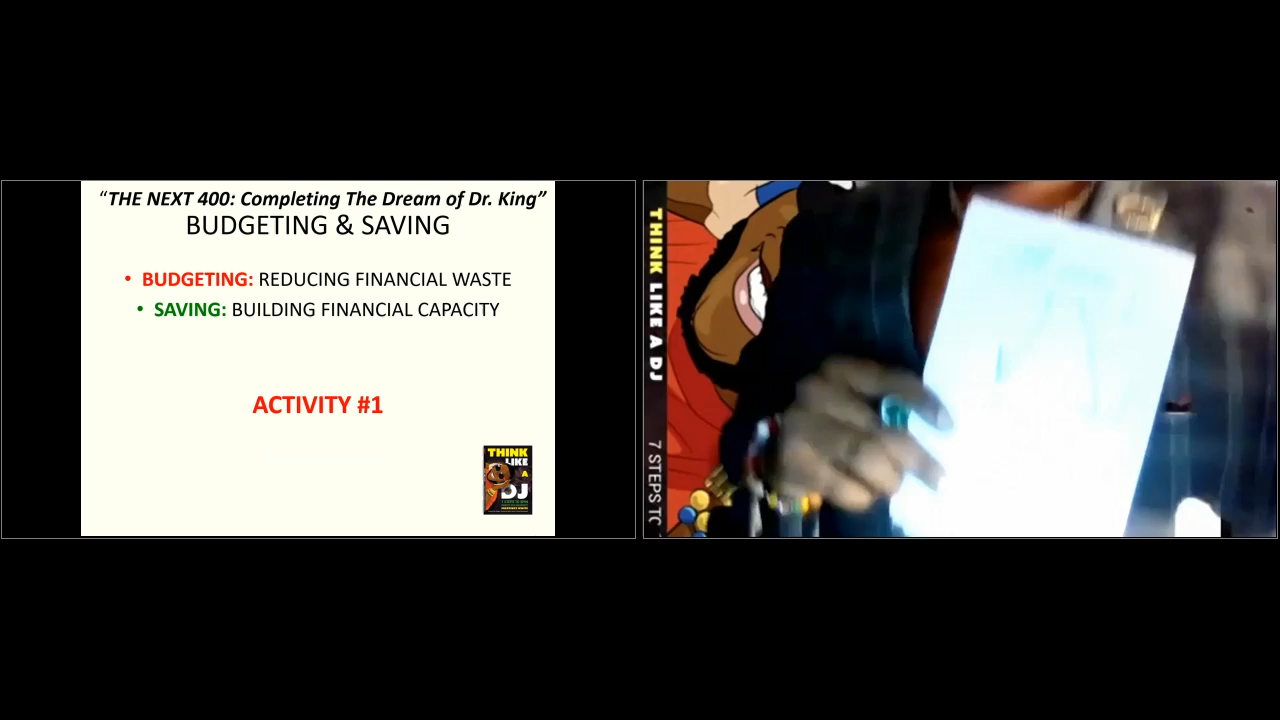 “THE NEXT 400: Completing The Dream of Dr. King”
BUDGETING & SAVING
• BUDGETING: REDUCING FINANCIAL WASTE
• SAVING: BUILDING FINANCIAL CAPACITY
ACTIVITY #1
THINK
LIKE
A
DJ
THINK LIKE A DJ
7 STEPS TO